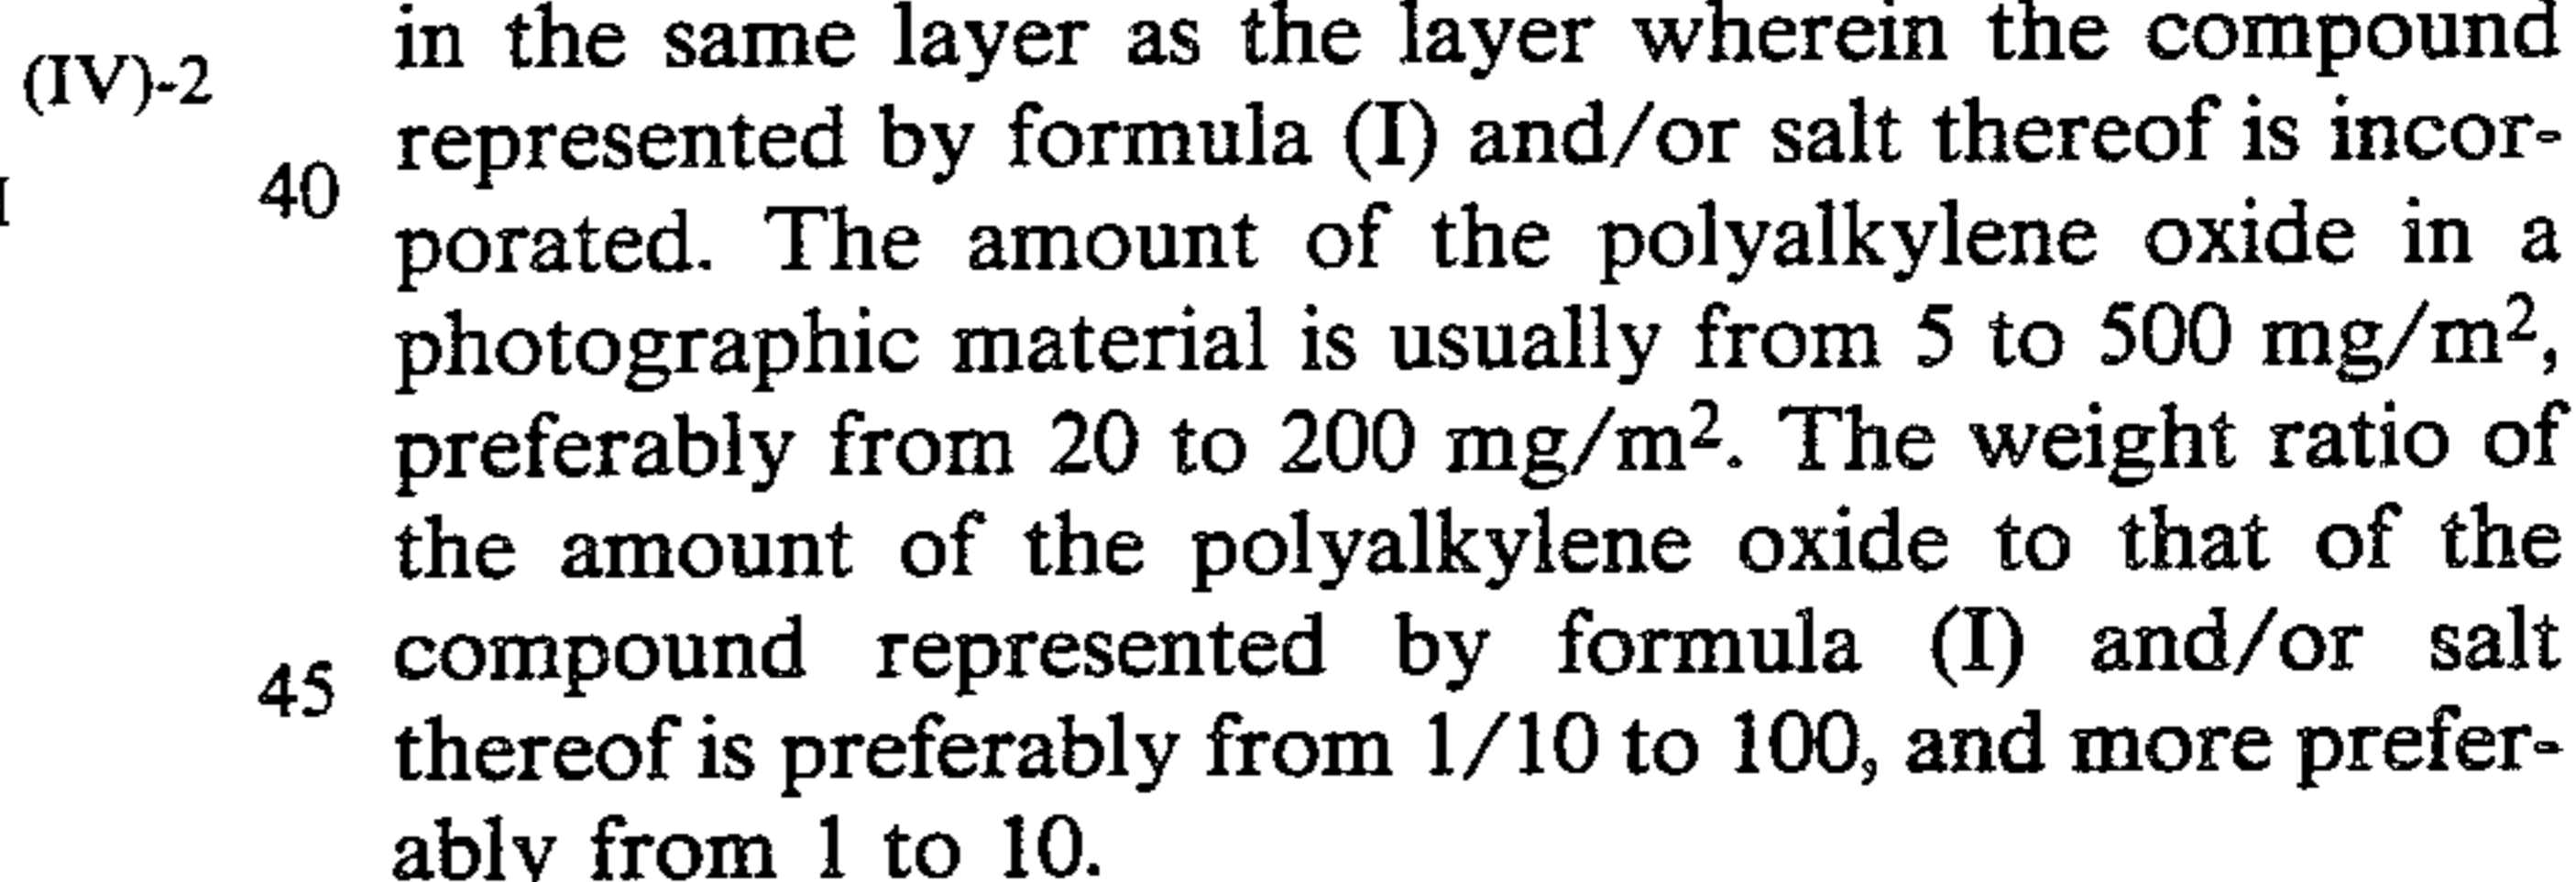 (IV)-2
in the same layer as the layer wherein the compound
represented by formula (I) and/or salt thereof is incor-
40
porated. The amount of the polyalkylene oxide in a
photographic material is usually from 5 to 500 mg/m²,
preferably from 20 to 200 mg/m². The weight ratio of
the amount of the polyalkylene oxide to that of the
compound represented by formula (I) and/or salt
45
thereof is preferably from 1/10 to 100, and more prefer-
ably from 1 to 10.